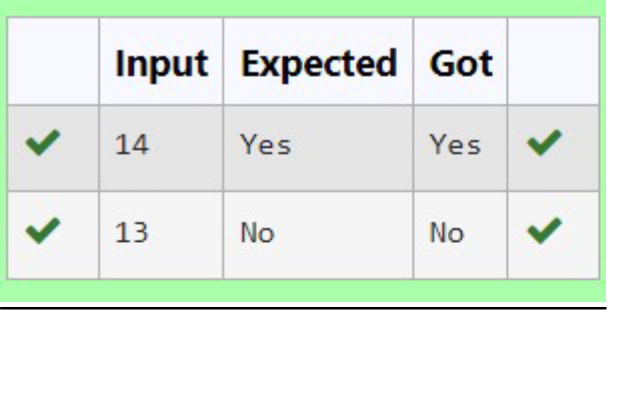 Input Expected Got
14 Yes Yes
13 No No